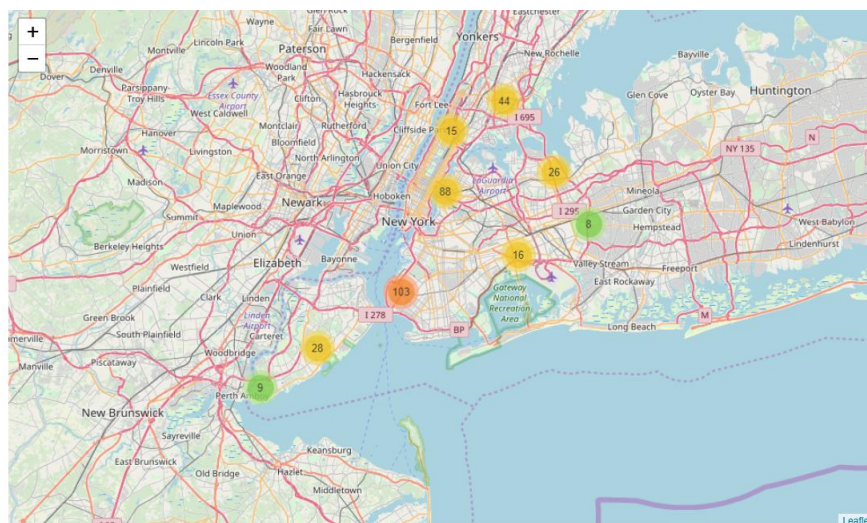 +
−
Wayne
Fair Lawn
Glen Rock
Eastchester
Montville
Lincoln Park
Paterson
Bergenfield
Yonkers
New Rochelle
Bayville
Dover
Denville
Woodland Park
Hackensack
Huntington
Parsippany-Troy Hills
Essex County Airport
Clifton
Hasbrouck Heights
Fort Lee
44
Glen Cove
Oyster Bay
West Caldwell
I 695
Hanover
Montclair
Rutherford
Cliffside Park
15
N
Morristown
Livingston
Bloomfield
North Arlington
NY 135
East Orange
Union City
LaGuardia Airport
26
Madison
Maplewood
Hoboken
88
Mineola
Newark
Summit
New York
I 295
Garden City
8
Hempstead
West Babylon
Union
Berkeley Heights
Lindenhurst
Westfield
Elizabeth
Bayonne
16
Valley Stream
Freeport
Plainfield
Clark
Linden
103
Gateway National Recreation Area
East Rockaway
Green Brook
Linden Airport
I 278
M
South Plainfield
Carteret
BP
Long Beach
Woodbridge
28
Piscataway
Manville
9
New Brunswick
Sayreville
Keansburg
East Brunswick
Old Bridge
Hazlet
Middletown